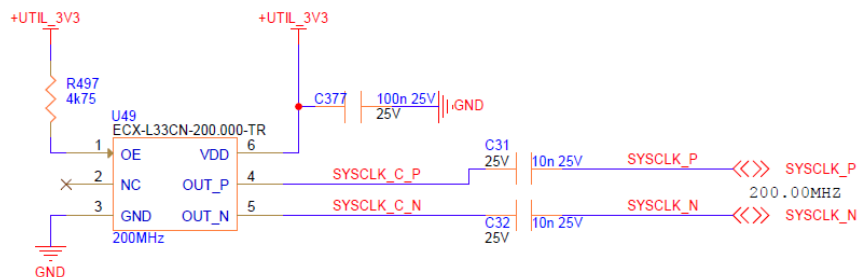 +UTIL_3V3 +UTIL_3V3
R497
4k75
C377 100n 25V GND
25V
U49
ECX-L33CN-200.000-TR
1 OE VDD 6
2 NC OUT_P 4
3 GND OUT_N 5
200MHz
GND
C31
25V 10n 25V
SYSCLK_C_P SYSCLK_P SYSCLK_P
200.00MHZ
SYSCLK_C_N C32 10n 25V SYSCLK_N SYSCLK_N
25V